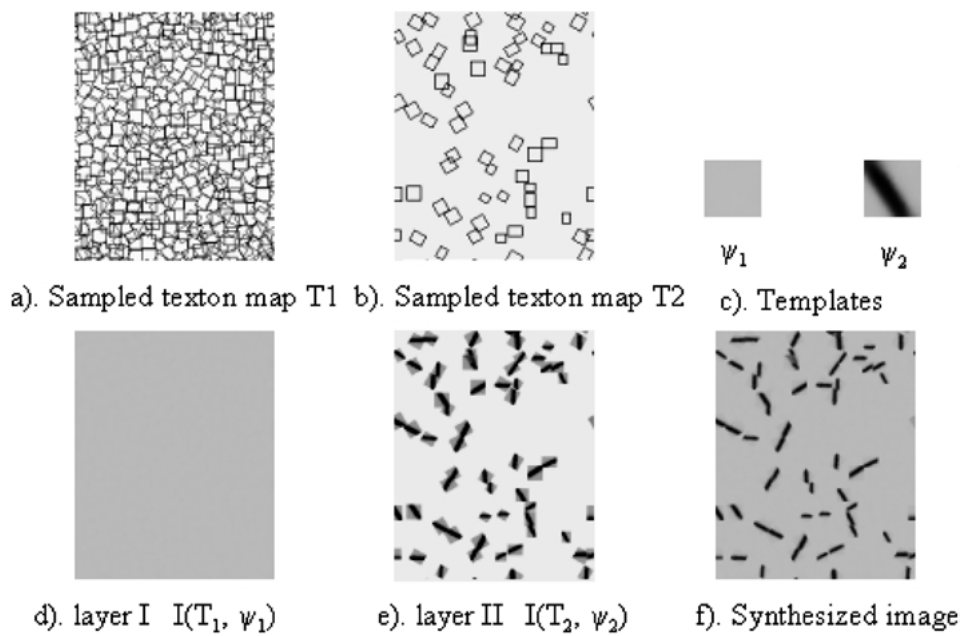 ψ₁ ψ₂
a). Sampled texton map T1 b). Sampled texton map T2 c). Templates
d). layer I I(T₁, ψ₁) e). layer II I(T₂, ψ₂) f). Synthesized image